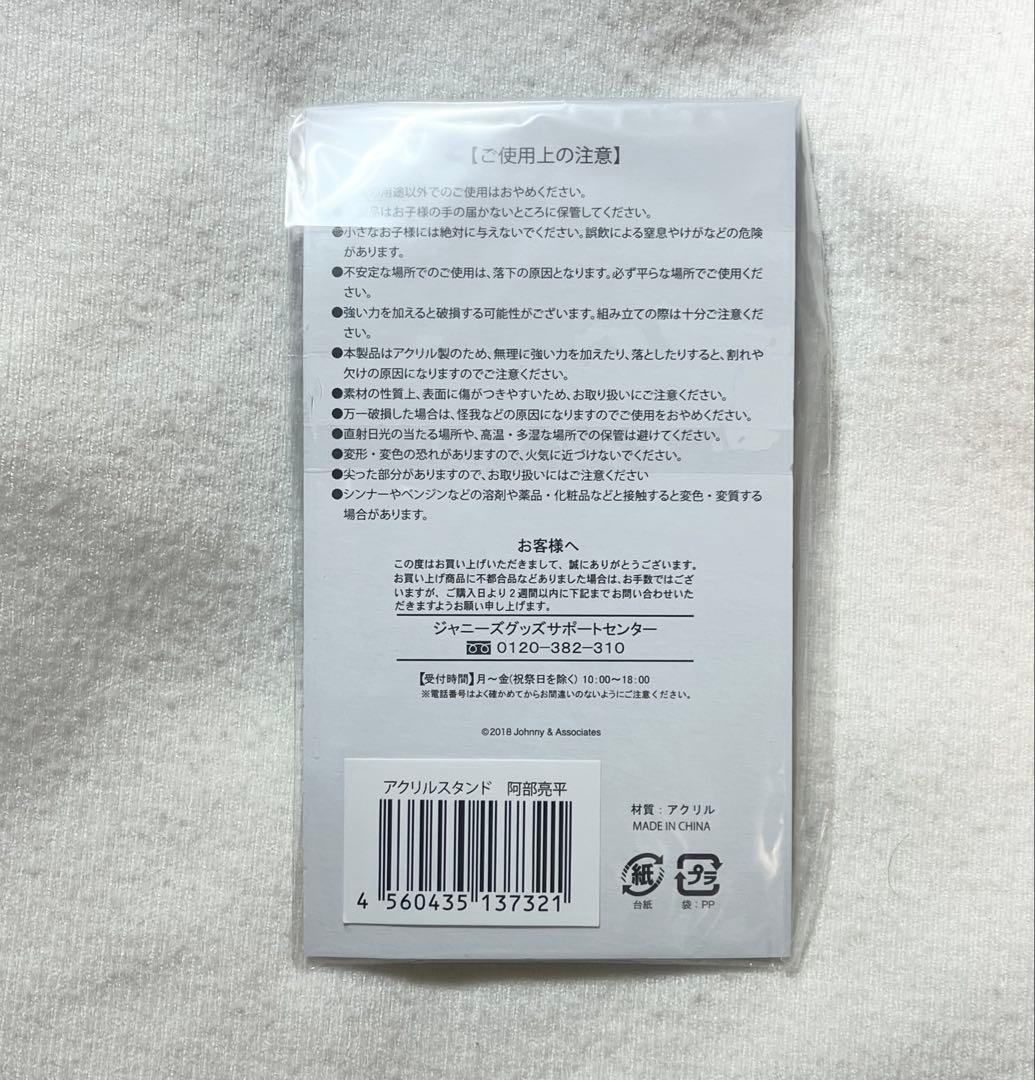 【ご使用上の注意】
用途以外でのご使用はおやめください。
品はお子様の手の届かないところに保管してください。
●小さなお子様には絶対に与えないでください。誤飲による窒息やけがなどの危険
があります。
●不安定な場所でのご使用は、落下の原因となります。必ず平らな場所でご使用くだ
さい。
●強い力を加えると破損する可能性がございます。組み立ての際は十分ご注意くだ
さい。
●本製品はアクリル製のため、無理に強い力を加えたり、落としたりすると、割れや
欠けの原因になりますのでご注意ください。
●素材の性質上、表面に傷がつきやすいため、お取り扱いにご注意ください。
●万一破損した場合は、怪我などの原因になりますのでご使用をおやめください。
●直射日光の当たる場所や、高温・多湿な場所での保管は避けてください。
●変形・変色の恐れがありますので、火気に近づけないでください。
●尖った部分がありますので、お取り扱いにはご注意ください
●シンナーやベンジンなどの溶剤や薬品・化粧品などと接触すると変色・変質する
場合があります。
お客様へ
この度はお買い上げいただきまして、誠にありがとうございます。
お買い上げ商品に不都合品などありました場合は、お手数ではござ
いますが、ご購入日より２週間以内に下記までお問い合わせいた
だきますようお願い申し上げます。
ジャニーズグッズサポートセンター
0120−382−310
【受付時間】月〜金(祝祭日を除く) 10:00〜18:00
※電話番号はよく確かめてからお間違いのないようにご注意ください。
©2018 Johnny & Associates
アクリルスタンド 阿部亮平
4 560435 137321
材質：アクリル
MADE IN CHINA
紙 プラ
台紙 袋：PP